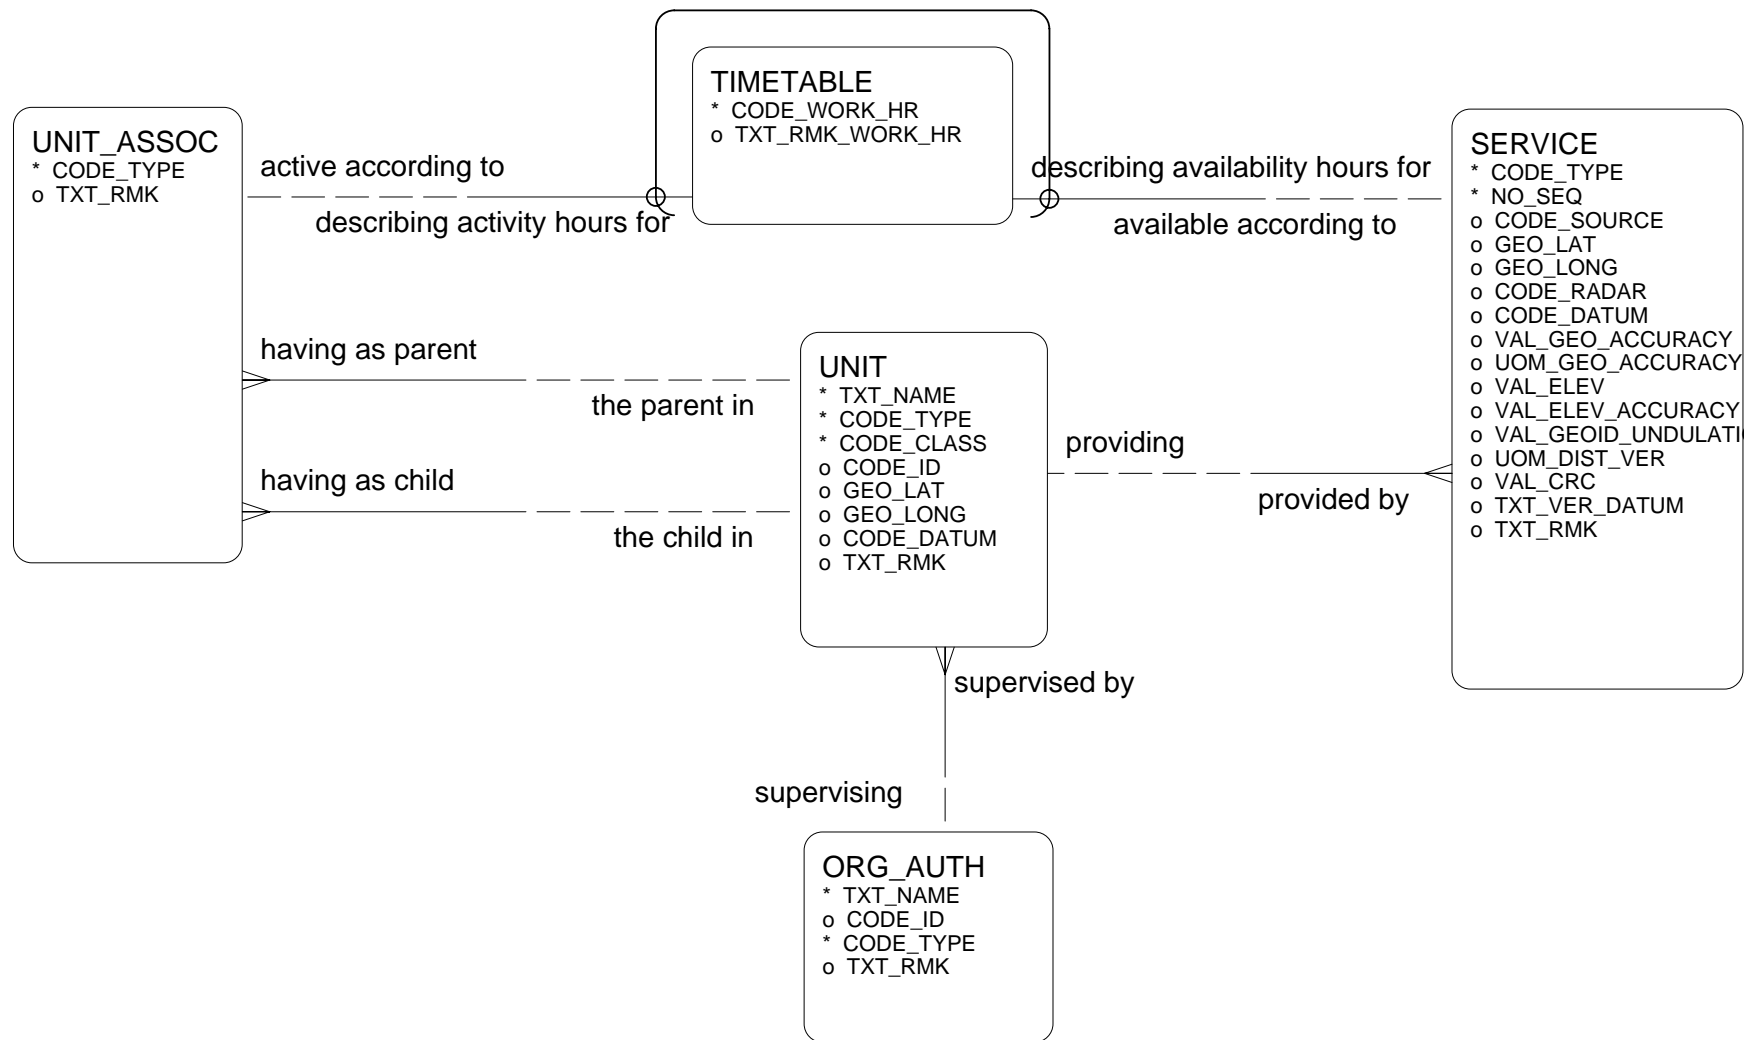 TIMETABLE
* CODE_WORK_HR
o TXT_RMK_WORK_HR
UNIT_ASSOC
* CODE_TYPE
o TXT_RMK
active according to
describing activity hours for
describing availability hours for
available according to
SERVICE
* CODE_TYPE
* NO_SEQ
o CODE_SOURCE
o GEO_LAT
o GEO_LONG
o CODE_RADAR
o CODE_DATUM
o VAL_GEO_ACCURACY
o UOM_GEO_ACCURACY
o VAL_ELEV
o VAL_ELEV_ACCURACY
o VAL_GEOID_UNDULATI
o UOM_DIST_VER
o VAL_CRC
o TXT_VER_DATUM
o TXT_RMK
having as parent
the parent in
having as child
the child in
UNIT
* TXT_NAME
* CODE_TYPE
* CODE_CLASS
o CODE_ID
o GEO_LAT
o GEO_LONG
o CODE_DATUM
o TXT_RMK
providing
provided by
supervised by
supervising
ORG_AUTH
* TXT_NAME
o CODE_ID
* CODE_TYPE
o TXT_RMK